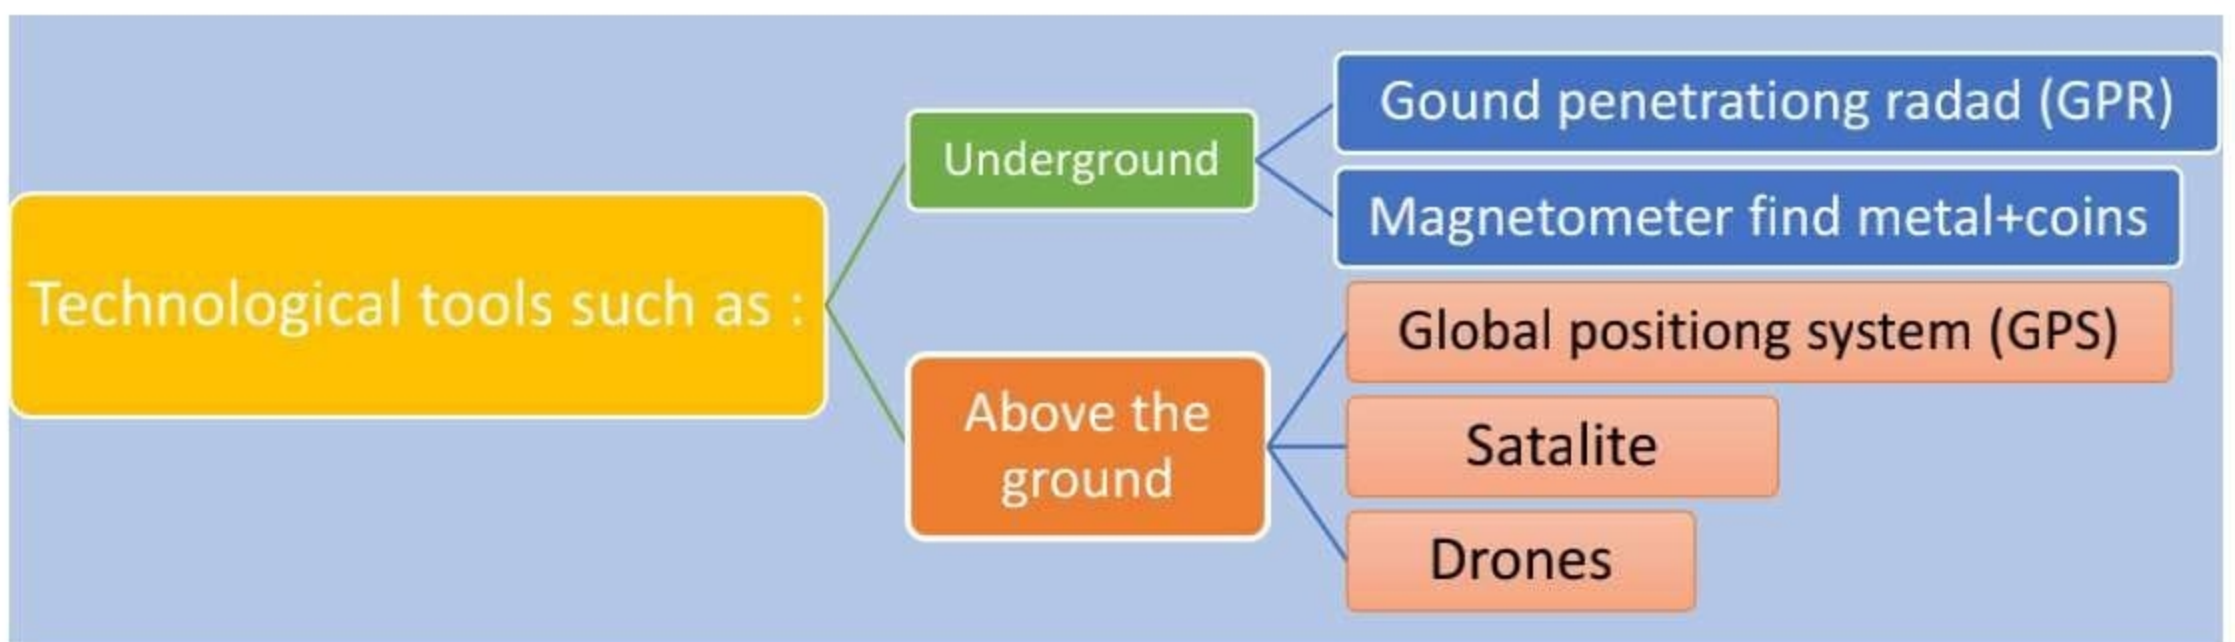 Technological tools such as :
Underground
Gound penetrationg radad (GPR)
Magnetometer find metal+coins
Above the
ground
Global positiong system (GPS)
Satalite
Drones